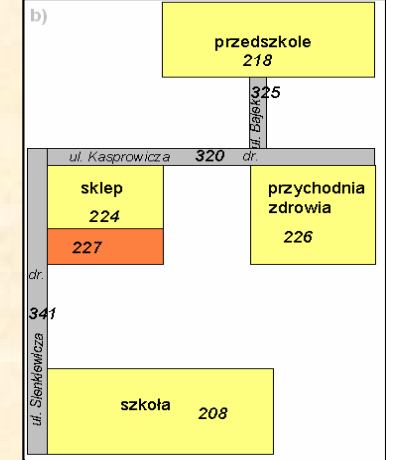 b)
przedszkole
218
325
ul. Bajek
ul. Kasprowicza 320 dr.
sklep
224
227
przychodnia
zdrowia
226
dr.
341
ul. Sienkiewicza
szkoła 208